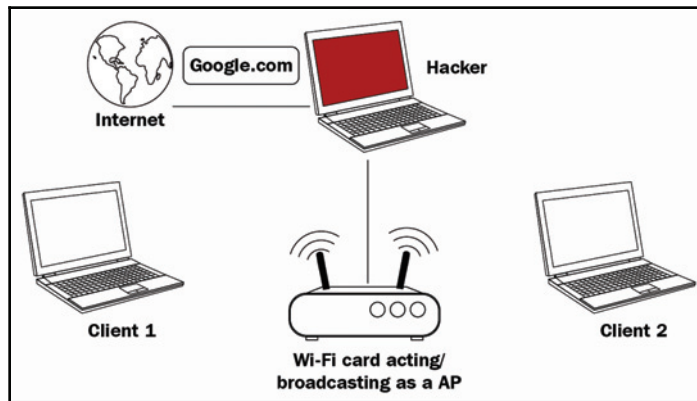 Google.com
Hacker
Internet
Client 1
Client 2
Wi-Fi card acting/
broadcasting as a AP